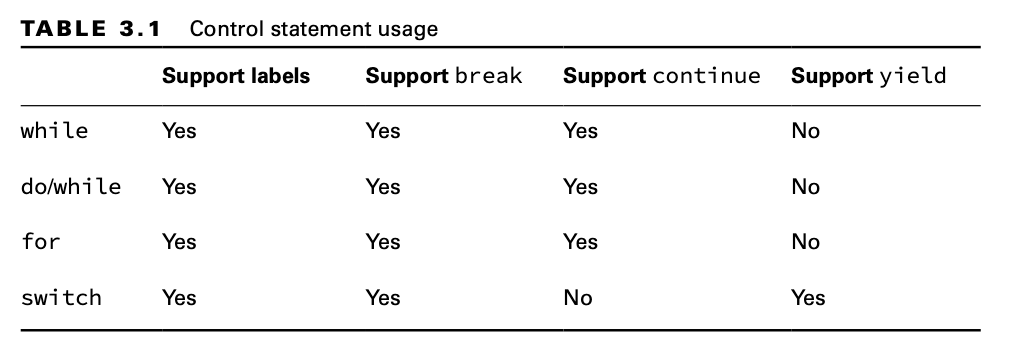 TABLE 3.1 Control statement usage
Support labels Support break Support continue Support yield
while Yes Yes Yes No
do/while Yes Yes Yes No
for Yes Yes Yes No
switch Yes Yes No Yes